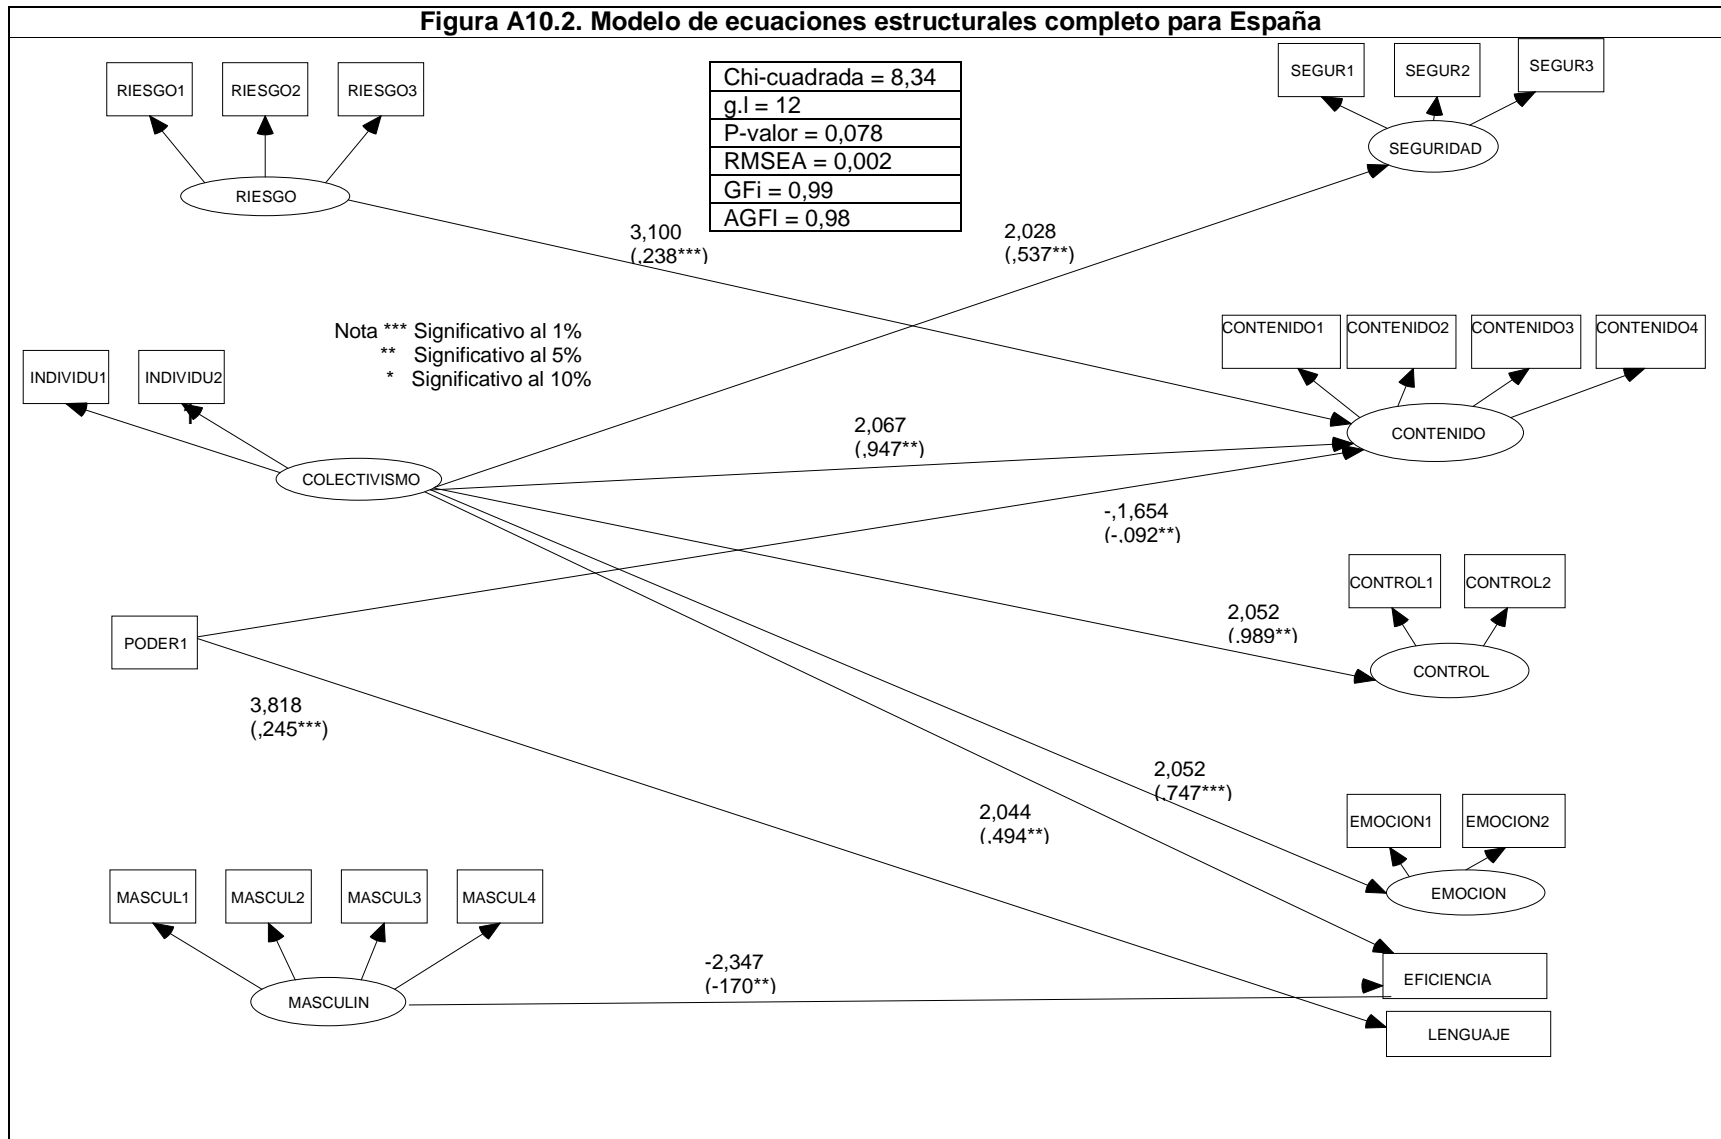 Figura A10.2. Modelo de ecuaciones estructurales completo para España
RIESGO1
RIESGO2
RIESGO3
RIESGO
Chi-cuadrada = 8,34
g.l = 12
P-valor = 0,078
RMSEA = 0,002
GFi = 0,99
AGFI = 0,98
SEGUR1
SEGUR2
SEGUR3
SEGURIDAD
3,100
(,238***)
2,028
(,537**)
Nota *** Significativo al 1%
** Significativo al 5%
* Significativo al 10%
INDIVIDU1
INDIVIDU2
COLECTIVISMO
CONTENIDO1
CONTENIDO2
CONTENIDO3
CONTENIDO4
CONTENIDO
2,067
(,947**)
-,1,654
(-,092**)
PODER1
CONTROL1
CONTROL2
CONTROL
2,052
(,989**)
3,818
(,245***)
2,052
(,747***)
2,044
(,494**)
EMOCION1
EMOCION2
EMOCION
MASCUL1
MASCUL2
MASCUL3
MASCUL4
MASCULIN
-2,347
(-170**)
EFICIENCIA
LENGUAJE